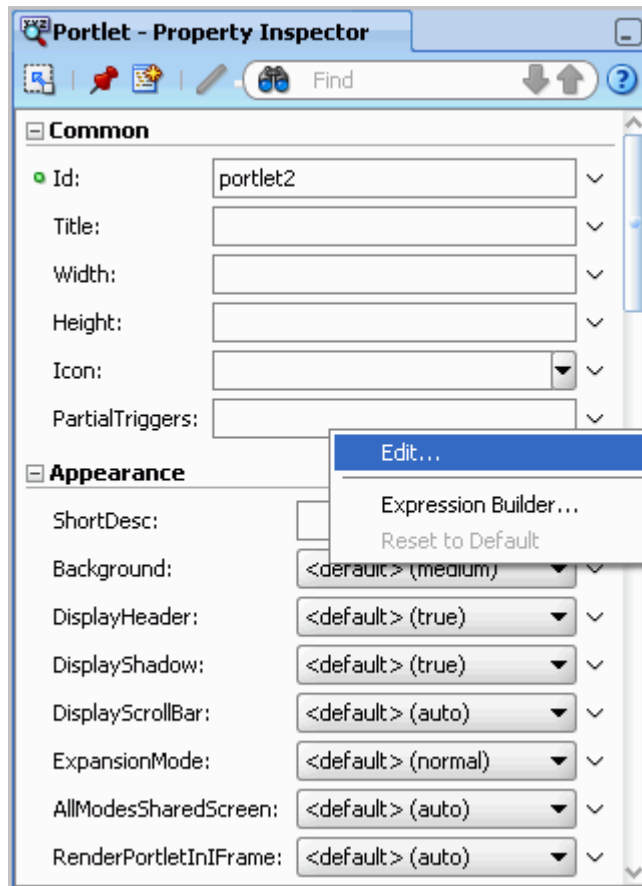 Portlet - Property Inspector
Find
Common
Id: portlet2
Title:
Width:
Height:
Icon:
PartialTriggers:
Edit...
Appearance
Expression Builder...
ShortDesc:
Reset to Default
Background: <default> (medium)
DisplayHeader: <default> (true)
DisplayShadow: <default> (true)
DisplayScrollBar: <default> (auto)
ExpansionMode: <default> (normal)
AllModesSharedScreen: <default> (auto)
RenderPortletInIFrame: <default> (auto)